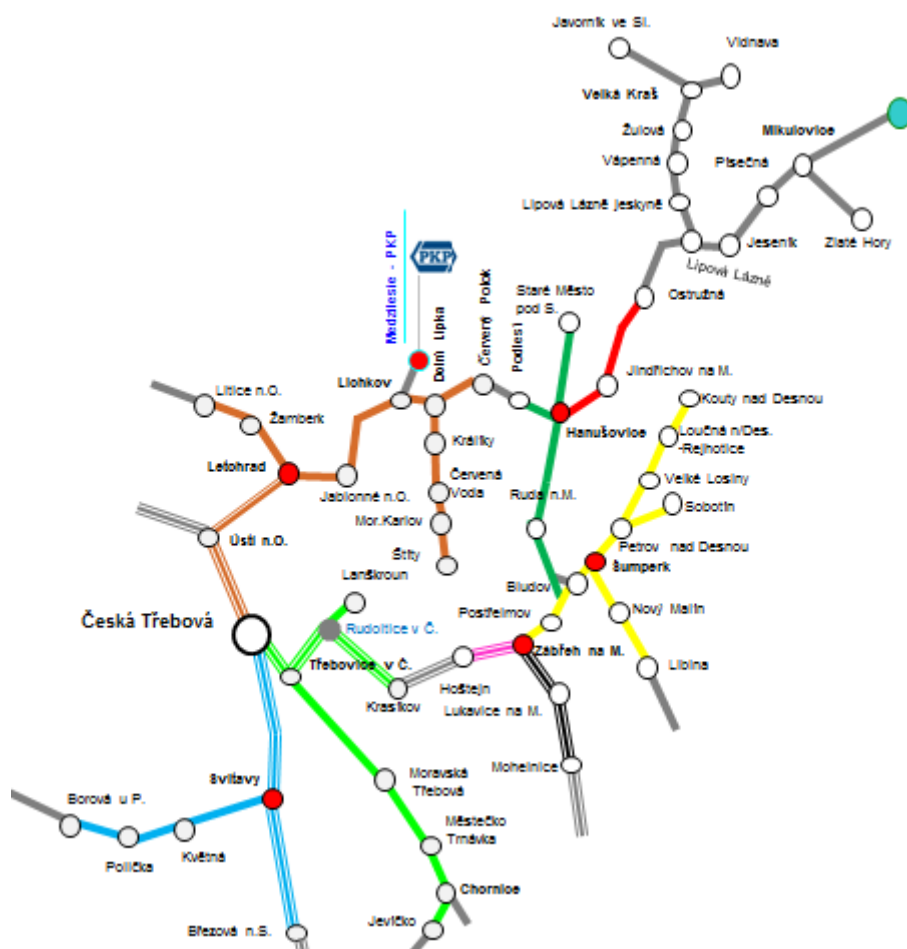 Javorník ve Sl.
Vidnava
Velká Kraš
Žulová
Mikulovice
Vápenná
Písečná
Lipová Lázně jeskyně
Jeseník
Zlaté Hory
Lipová Lázně
Medzilesie - PKP
PKP
Staré Město
pod S.
Ostružná
Červený Potok
Podlesí
Dolní Lipka
Lichkov
Jindřichov na M.
Litice n.O.
Žamberk
Kouty nad Desnou
Hanušovice
Loučná n/Des.
-Rejhotice
Králíky
Letohrad
Jablonné n.O.
Červená
Voda
Velké Losiny
Ruda n.M.
Sobotín
Mor.Karlov
Ústí n.O.
Petrov nad Desnou
Štíty
Šumperk
Lanškroun
Bludov
Nový Malín
Postřelmov
Česká Třebová
Rudoltice v Č.
Zábřeh na M.
Třebovice v Č.
Libina
Hoštejn
Krasíkov
Lukavice na M.
Mohelnice
Svitavy
Moravská
Třebová
Borová u P.
Městečko
Trnávka
Polička
Květná
Chornice
Jevíčko
Březová n.S.